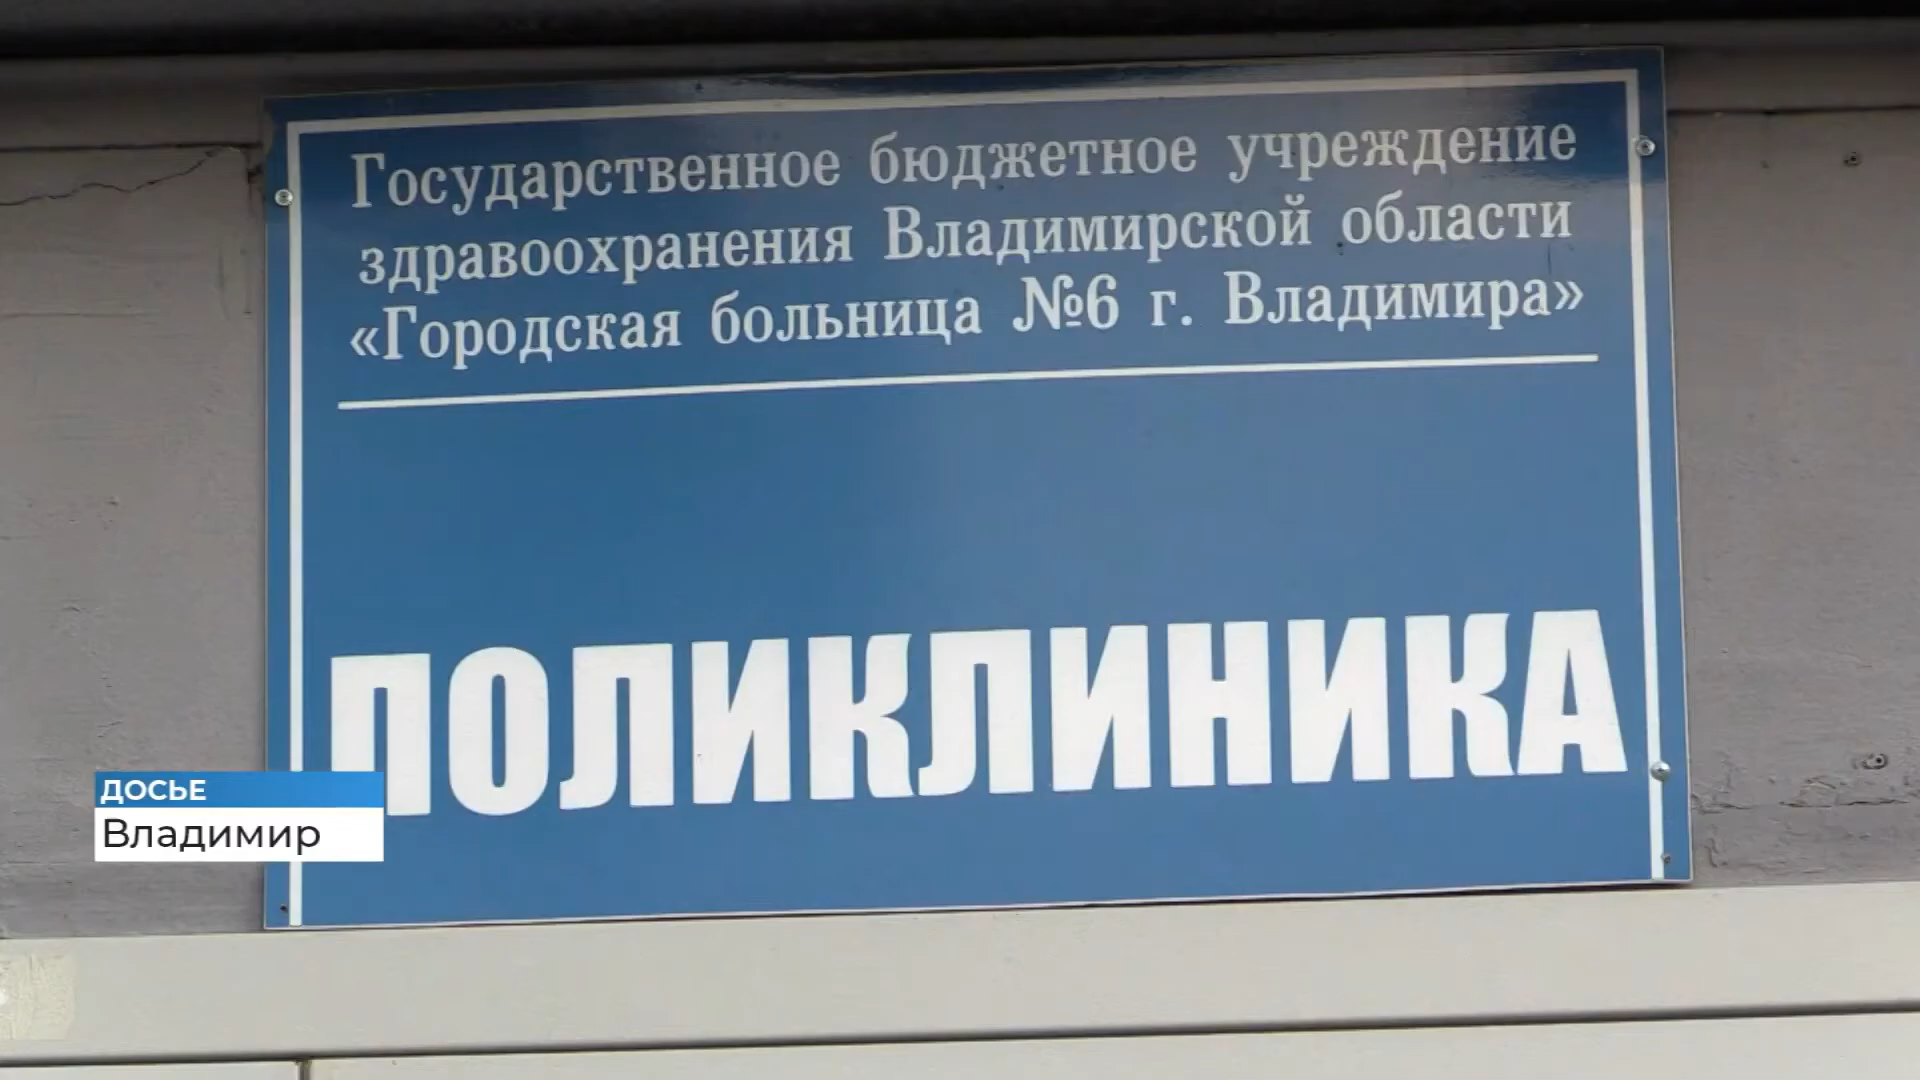 Государственное бюджетное учреждение
здравоохранения Владимирской области
«Городская больница №6 г. Владимира»
ПОЛИКЛИНИКА
ДОСЬЕ
Владимир